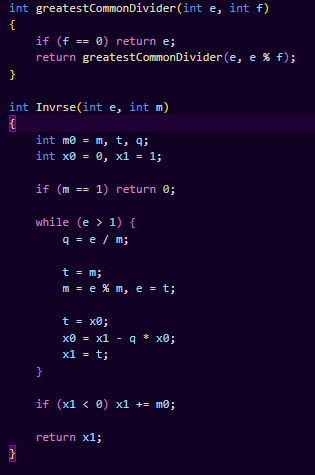 int greatestCommonDivider(int e, int f)
{
    if (f == 0) return e;
    return greatestCommonDivider(e, e % f);
}

int Invrse(int e, int m)
{
    int m0 = m, t, q;
    int x0 = 0, x1 = 1;

    if (m == 1) return 0;

    while (e > 1) {
        q = e / m;

        t = m;
        m = e % m, e = t;

        t = x0;
        x0 = x1 - q * x0;
        x1 = t;
    }

    if (x1 < 0) x1 += m0;

    return x1;
}